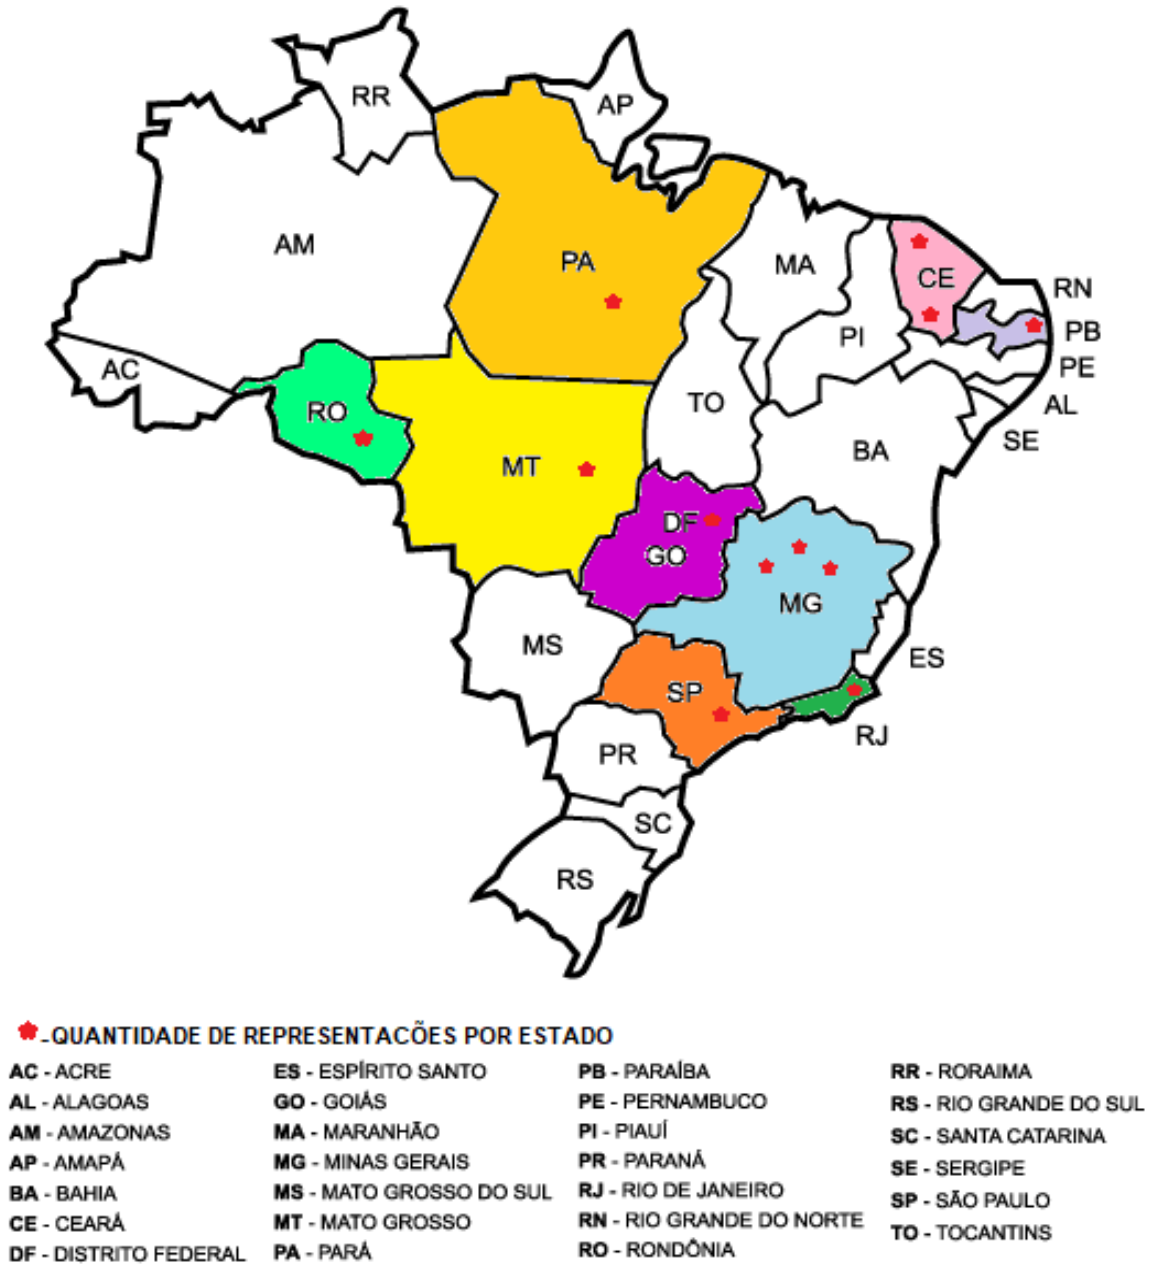 RR
AP
AM
PA
MA
CE
RN
PI
PB
PE
AC
RO
TO
AL
MT
BA
SE
DF
GO
MG
MS
ES
SP
RJ
PR
SC
RS
-QUANTIDADE DE REPRESENTACÕES POR ESTADO
AC - ACRE
AL - ALAGOAS
AM - AMAZONAS
AP - AMAPÁ
BA - BAHIA
CE - CEARÁ
DF - DISTRITO FEDERAL
ES - ESPÍRITO SANTO
GO - GOIÁS
MA - MARANHÃO
MG - MINAS GERAIS
MS - MATO GROSSO DO SUL
MT - MATO GROSSO
PA - PARÁ
PB - PARAÍBA
PE - PERNAMBUCO
PI - PIAUÍ
PR - PARANÁ
RJ - RIO DE JANEIRO
RN - RIO GRANDE DO NORTE
RO - RONDÔNIA
RR - RORAIMA
RS - RIO GRANDE DO SUL
SC - SANTA CATARINA
SE - SERGIPE
SP - SÃO PAULO
TO - TOCANTINS